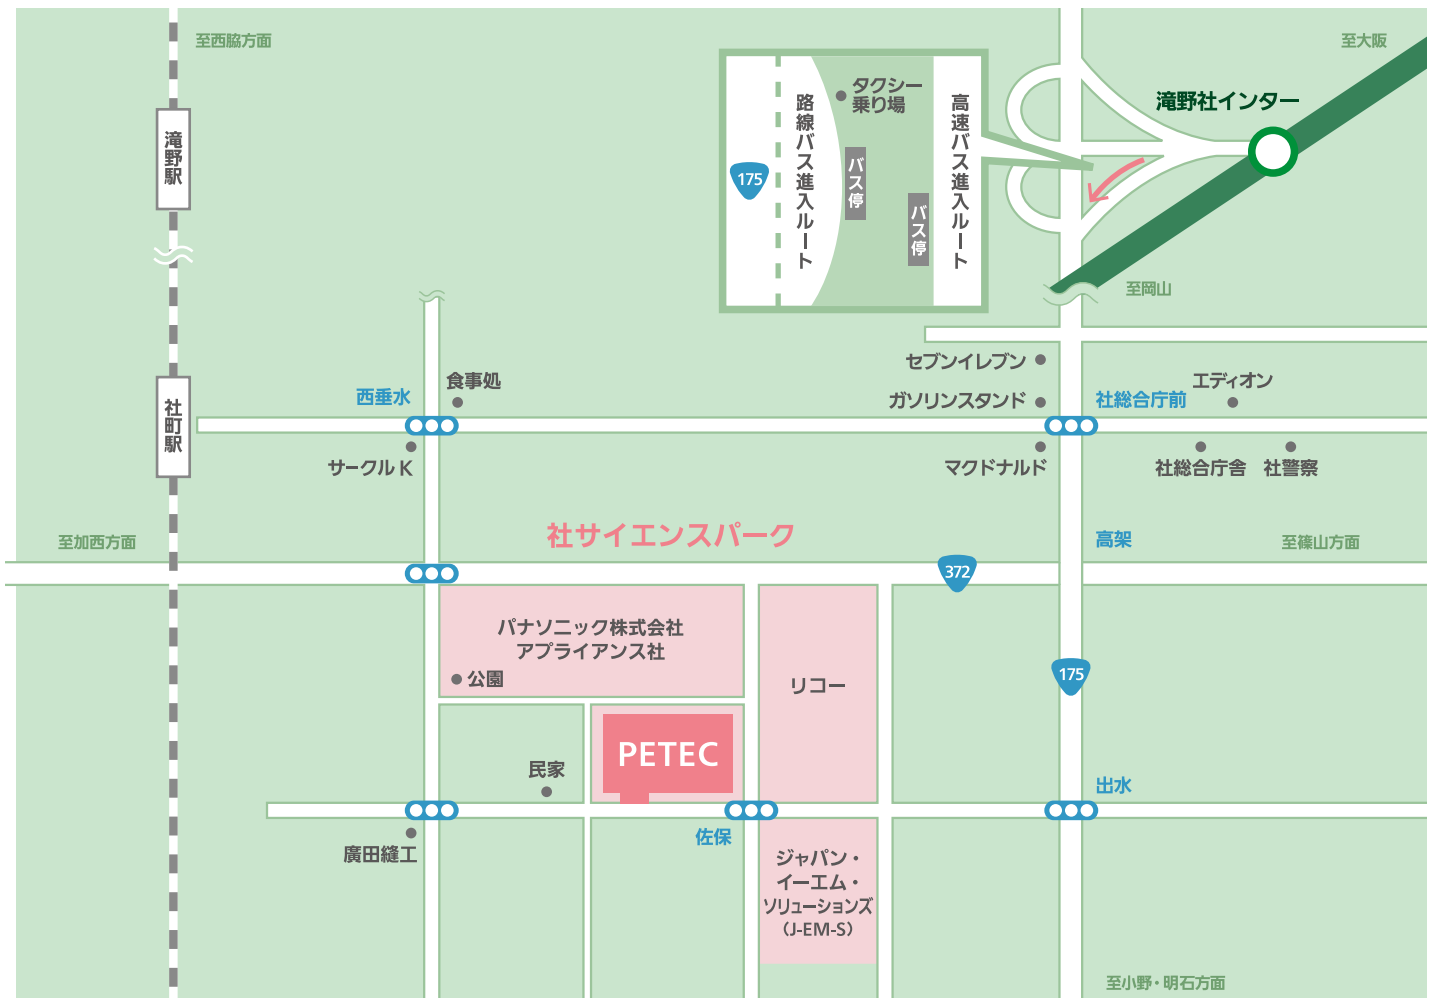 至西脇方面
至大阪
滝野社インター
タクシー
乗り場
路線バス進入ルート
高速バス進入ルート
バス停
バス停
175
滝野駅
至岡山
セブンイレブン
ガソリンスタンド
エディオン
社総合庁前
西垂水
食事処
社町駅
サークルK
マクドナルド
社総合庁舎
社警察
社サイエンスパーク
至加西方面
高架
至篠山方面
372
パナソニック株式会社
アプライアンス社
公園
リコー
175
PETEC
民家
出水
佐保
廣田縫工
ジャパン・
イーエム・
ソリューションズ
(J-EM-S)
至小野・明石方面